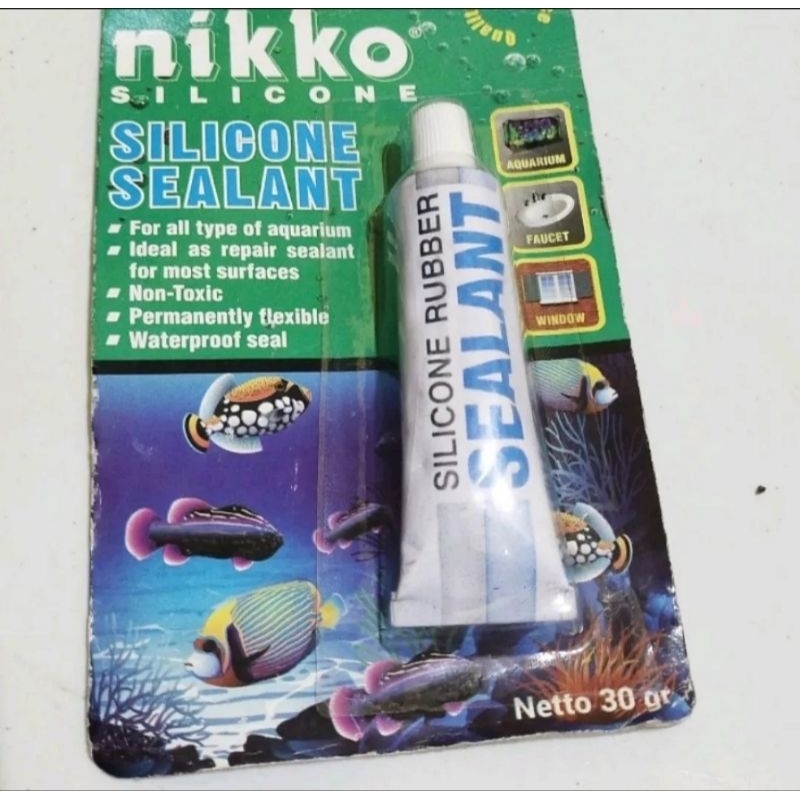 nikko®
SILICONE
SILICONE
SEALANT
For all type of aquarium
Ideal as repair sealant
for most surfaces
Non-Toxic
Permanently flexible
Waterproof seal
SILICONE RUBBER
SEALANT
AQUARIUM
FAUCET
WINDOW
Netto 30 gr